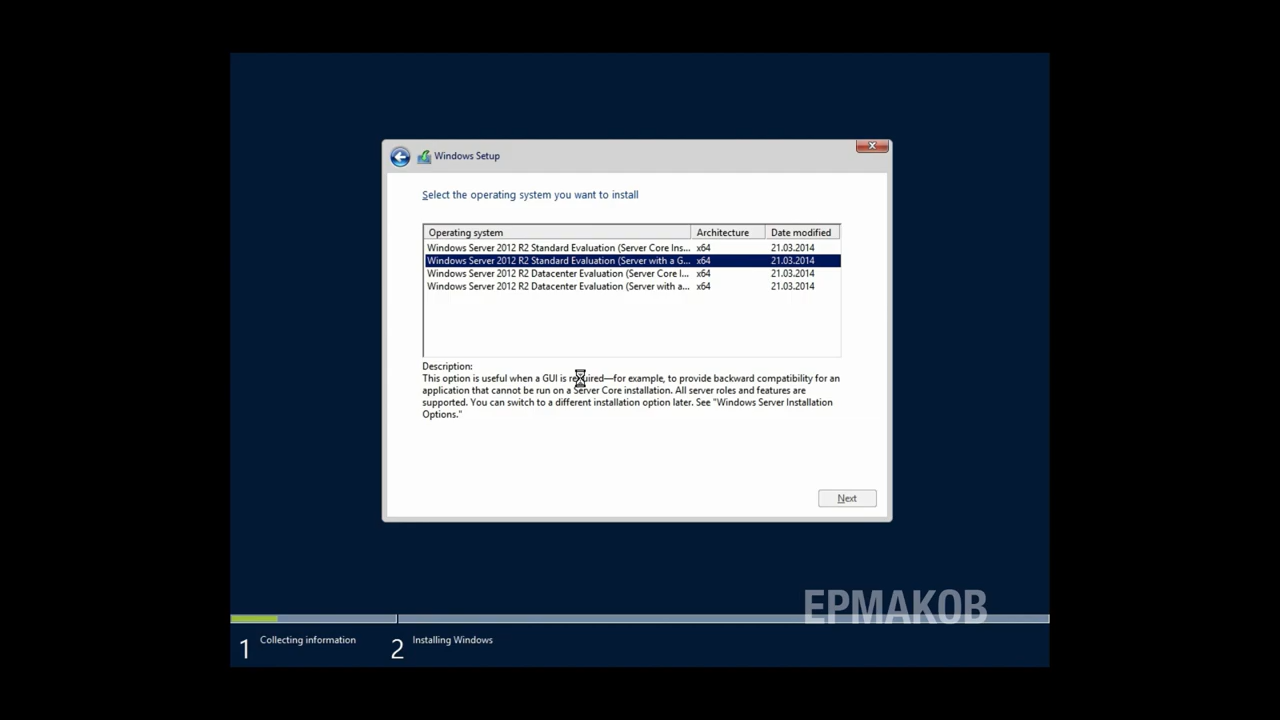 Windows Setup
Select the operating system you want to install
Operating system Architecture Date modified
Windows Server 2012 R2 Standard Evaluation (Server Core Ins... x64 21.03.2014
Windows Server 2012 R2 Standard Evaluation (Server with a G... x64 21.03.2014
Windows Server 2012 R2 Datacenter Evaluation (Server Core I... x64 21.03.2014
Windows Server 2012 R2 Datacenter Evaluation (Server with a... x64 21.03.2014
Description:
This option is useful when a GUI is required—for example, to provide backward compatibility for an
application that cannot be run on a Server Core installation. All server roles and features are
supported. You can switch to a different installation option later. See "Windows Server Installation
Options."
Next
ЕРМАКОВ
1 Collecting information 2 Installing Windows